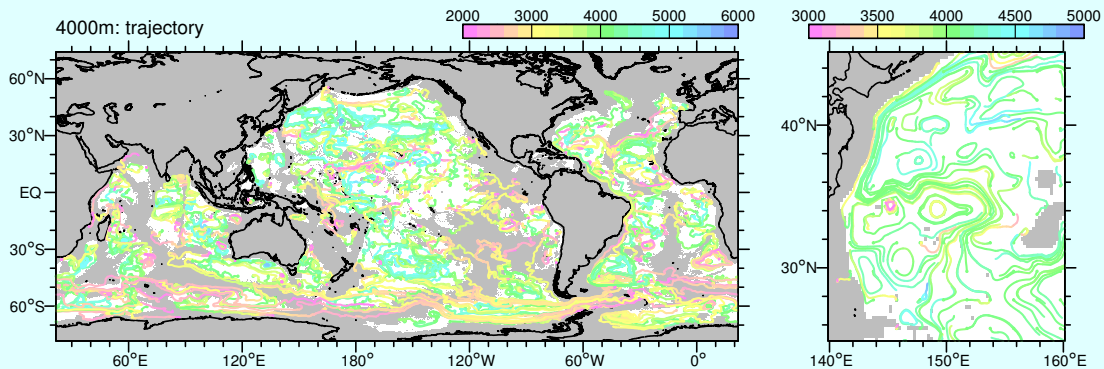 4000m: trajectory
2000 3000 4000 5000 6000
3000 3500 4000 4500 5000
60°N
30°N
EQ
30°S
60°S
60°E 120°E 180° 120°W 60°W 0°
40°N
30°N
140°E 150°E 160°E